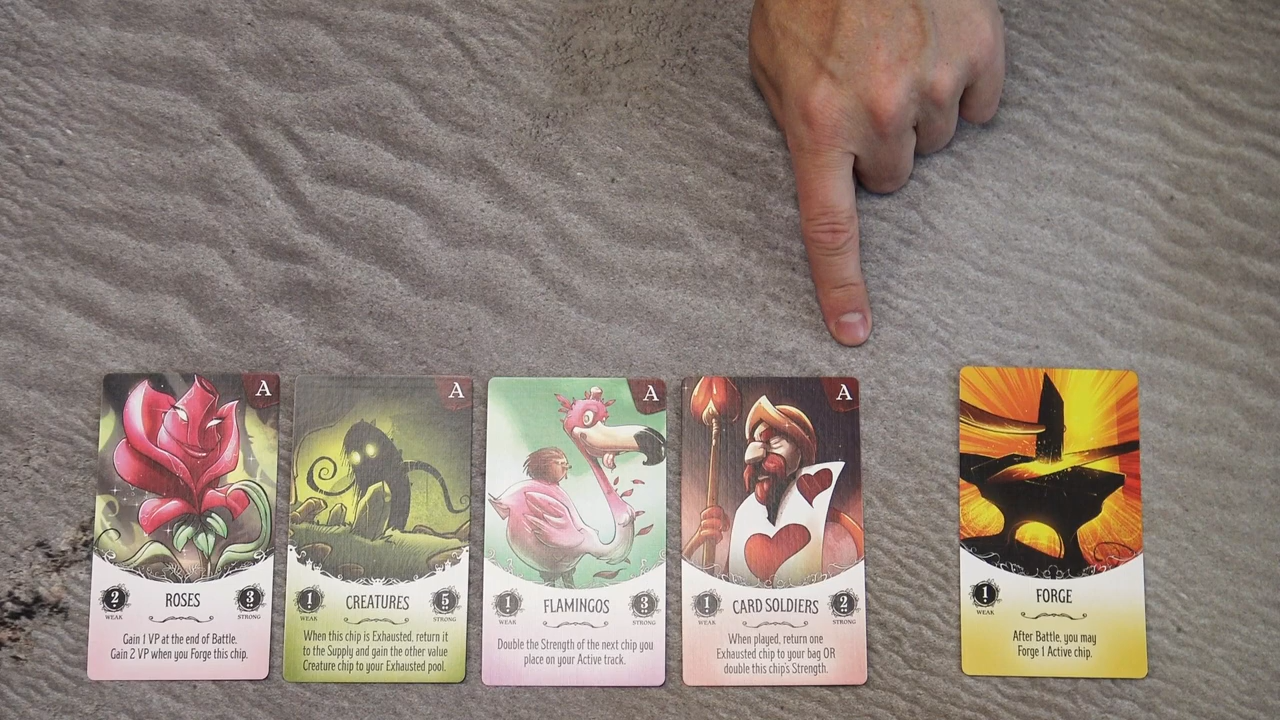 A
2
WEAK
ROSES
3
STRONG
Gain 1 VP at the end of Battle.
Gain 2 VP when you Forge this chip.
A
1
WEAK
CREATURES
5
STRONG
When this chip is Exhausted, return it
to the Supply and gain the other value
Creature chip to your Exhausted pool.
A
1
WEAK
FLAMINGOS
3
STRONG
Double the Strength of the next chip you
place on your Active track.
A
1
WEAK
CARD SOLDIERS
2
STRONG
When played, return one
Exhausted chip to your bag OR
double this chip's Strength.
1
WEAK
FORGE
After Battle, you may
Forge 1 Active chip.